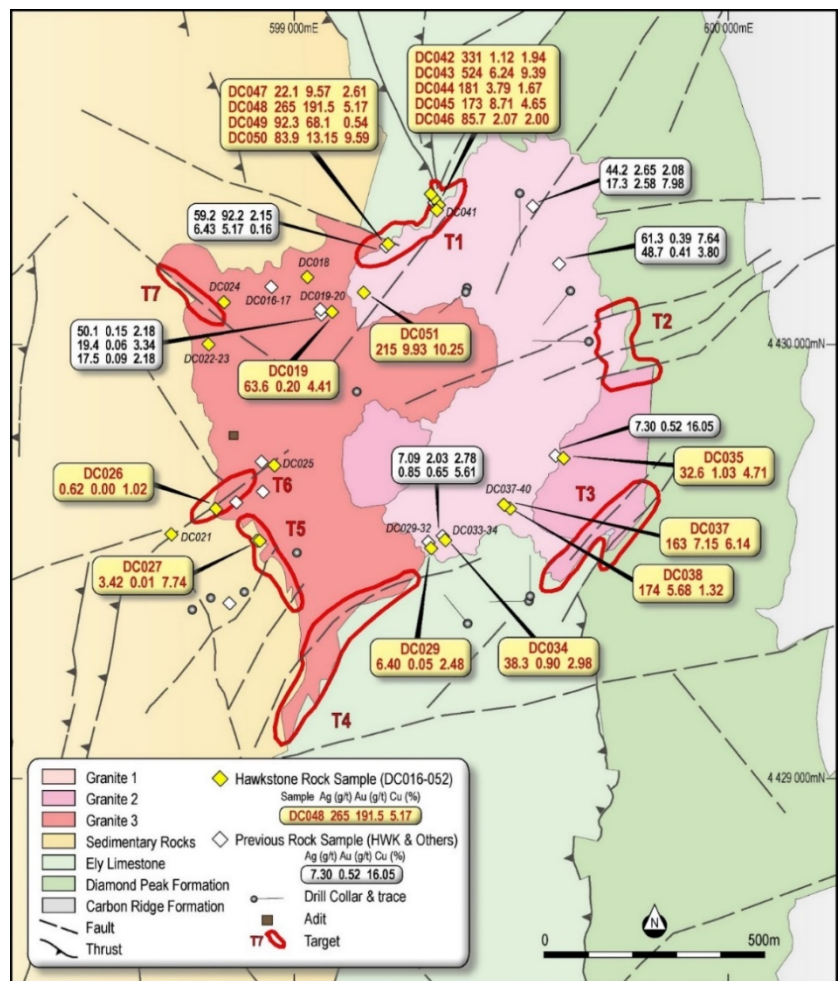 599 000mE
600 000mE
DC042 331 1.12 1.94
DC043 524 6.24 9.39
DC044 181 3.79 1.67
DC045 173 8.71 4.65
DC046 85.7 2.07 2.00
DC047 22.1 9.57 2.61
DC048 265 191.5 5.17
DC049 92.3 68.1 0.54
DC050 83.9 13.15 9.59
44.2 2.65 2.08
17.3 2.58 7.98
59.2 92.2 2.15
6.43 5.17 0.16
DC041
T1
61.3 0.39 7.64
48.7 0.41 3.80
DC018
T7
DC024
DC016-17
DC019-20
T2
50.1 0.15 2.18
19.4 0.06 3.34
17.5 0.09 2.18
DC022-23
DC051
215 9.93 10.25
DC019
63.6 0.20 4.41
4 430 000mN
7.30 0.52 16.05
7.09 2.03 2.78
0.85 0.65 5.61
DC035
32.6 1.03 4.71
DC025
DC026
0.62 0.00 1.02
T6
DC037-40
T3
DC021
T5
DC029-32
DC033-34
DC037
163 7.15 6.14
DC027
3.42 0.01 7.74
DC038
174 5.68 1.32
DC029
6.40 0.05 2.48
DC034
38.3 0.90 2.98
T4
4 429 000mN
Granite 1
Granite 2
Granite 3
Sedimentary Rocks
Ely Limestone
Diamond Peak Formation
Carbon Ridge Formation
Fault
Thrust
Hawkstone Rock Sample (DC016-052)
Sample Ag (g/t) Au (g/t) Cu (%)
DC048 265 191.5 5.17
Previous Rock Sample (HWK & Others)
Ag (g/t) Au (g/t) Cu (%)
7.30 0.52 16.05
Drill Collar & trace
Adit
T7 Target
N
0 500m